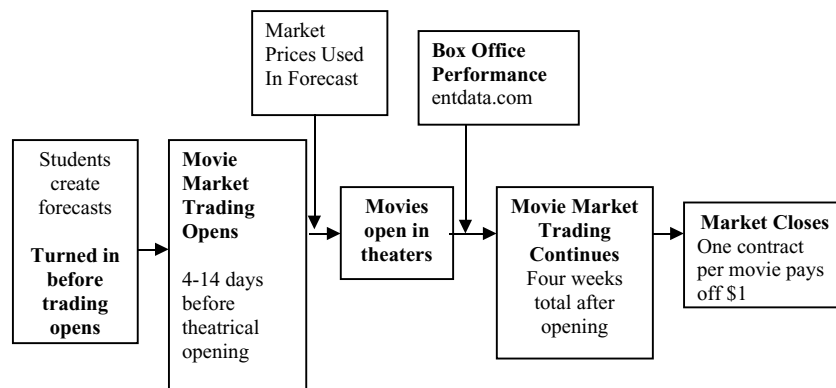 Market
Prices Used
In Forecast
Box Office
Performance
entdata.com
Students
create
forecasts
Turned in
before
trading
opens
Movie
Market
Trading
Opens
4-14 days
before
theatrical
opening
Movies
open in
theaters
Movie Market
Trading
Continues
Four weeks
total after
opening
Market Closes
One contract
per movie pays
off $1